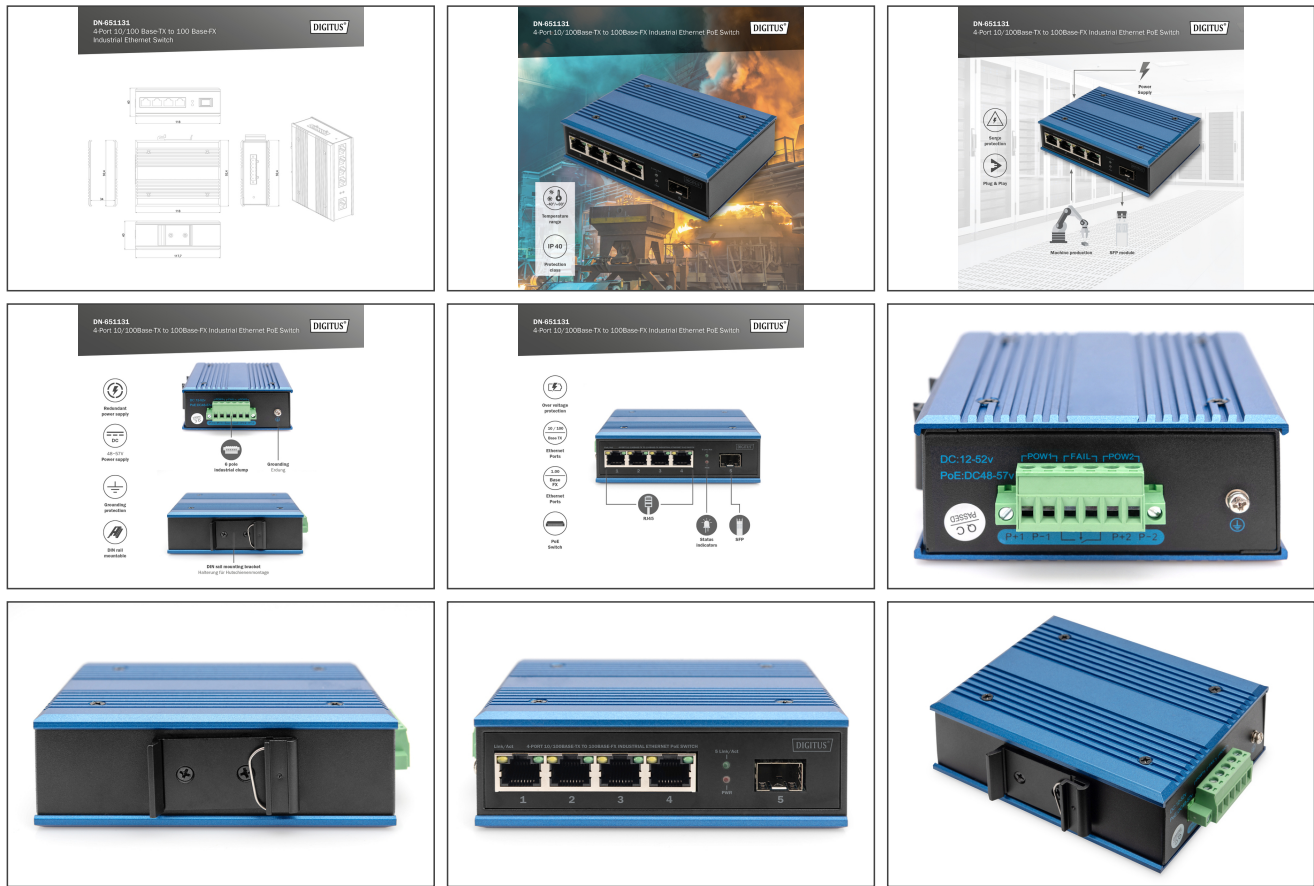 DN-651131
4-Port 10/100 Base-TX to 100 Base-FX
Industrial Ethernet Switch
DIGITUS®
DN-651131
4-Port 10/100Base-TX to 100Base-FX Industrial Ethernet PoE Switch
DIGITUS®
Temperature
range
IP 40
Protection
class
DN-651131
4-Port 10/100Base-TX to 100Base-FX Industrial Ethernet PoE Switch
DIGITUS®
Power
Supply
Surge
protection
Plug & Play
Machine production
SFP module
DN-651131
4-Port 10/100Base-TX to 100Base-FX Industrial Ethernet PoE Switch
DIGITUS®
Redundant
power supply
DC
48–57V
Power supply
Grounding
protection
DIN rail
mountable
6 pole
industrial clamp
Grounding
Erdung
DIN rail mounting bracket
Halterung für Hutschienenmontage
DN-651131
4-Port 10/100Base-TX to 100Base-FX Industrial Ethernet PoE Switch
DIGITUS®
Over voltage
protection
10 / 100
Base TX
Ethernet
Ports
Base
FX
Ethernet
Ports
PoE
Switch
RJ45
Status
indicators
SFP
DC:12-52v
PoE:DC48-57v
POW1 FAIL POW2
QC
PASSED
P+1 P-1 P+2 P-2
Link/Act
4-PORT 10/100BASE-TX TO 100BASE-FX INDUSTRIAL ETHERNET PoE SWITCH
5 Link/Act
DIGITUS
PWR
1 2 3 4 5